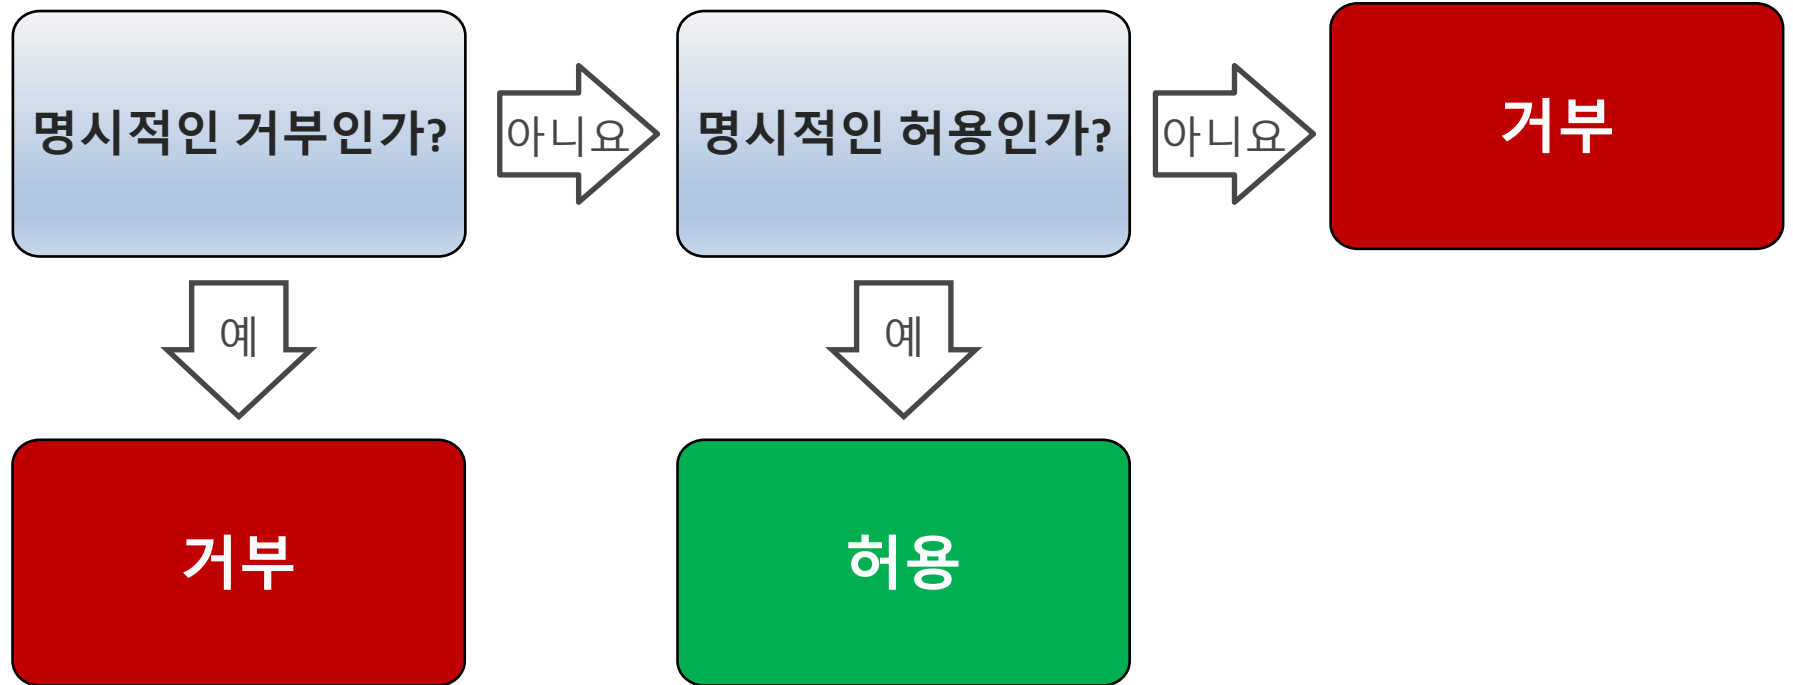 명시적인 거부인가?
아니요
명시적인 허용인가?
아니요
거부
예
예
거부
허용